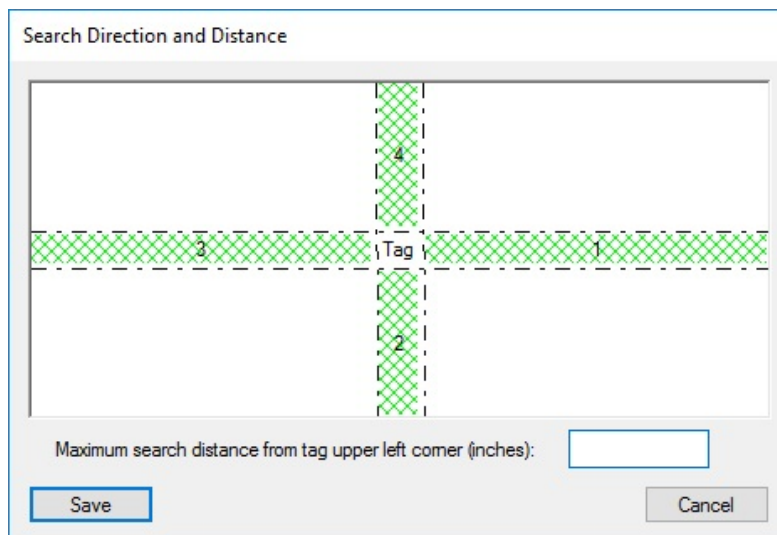 Search Direction and Distance
4
3 Tag 1
2
Maximum search distance from tag upper left corner (inches):
Save Cancel